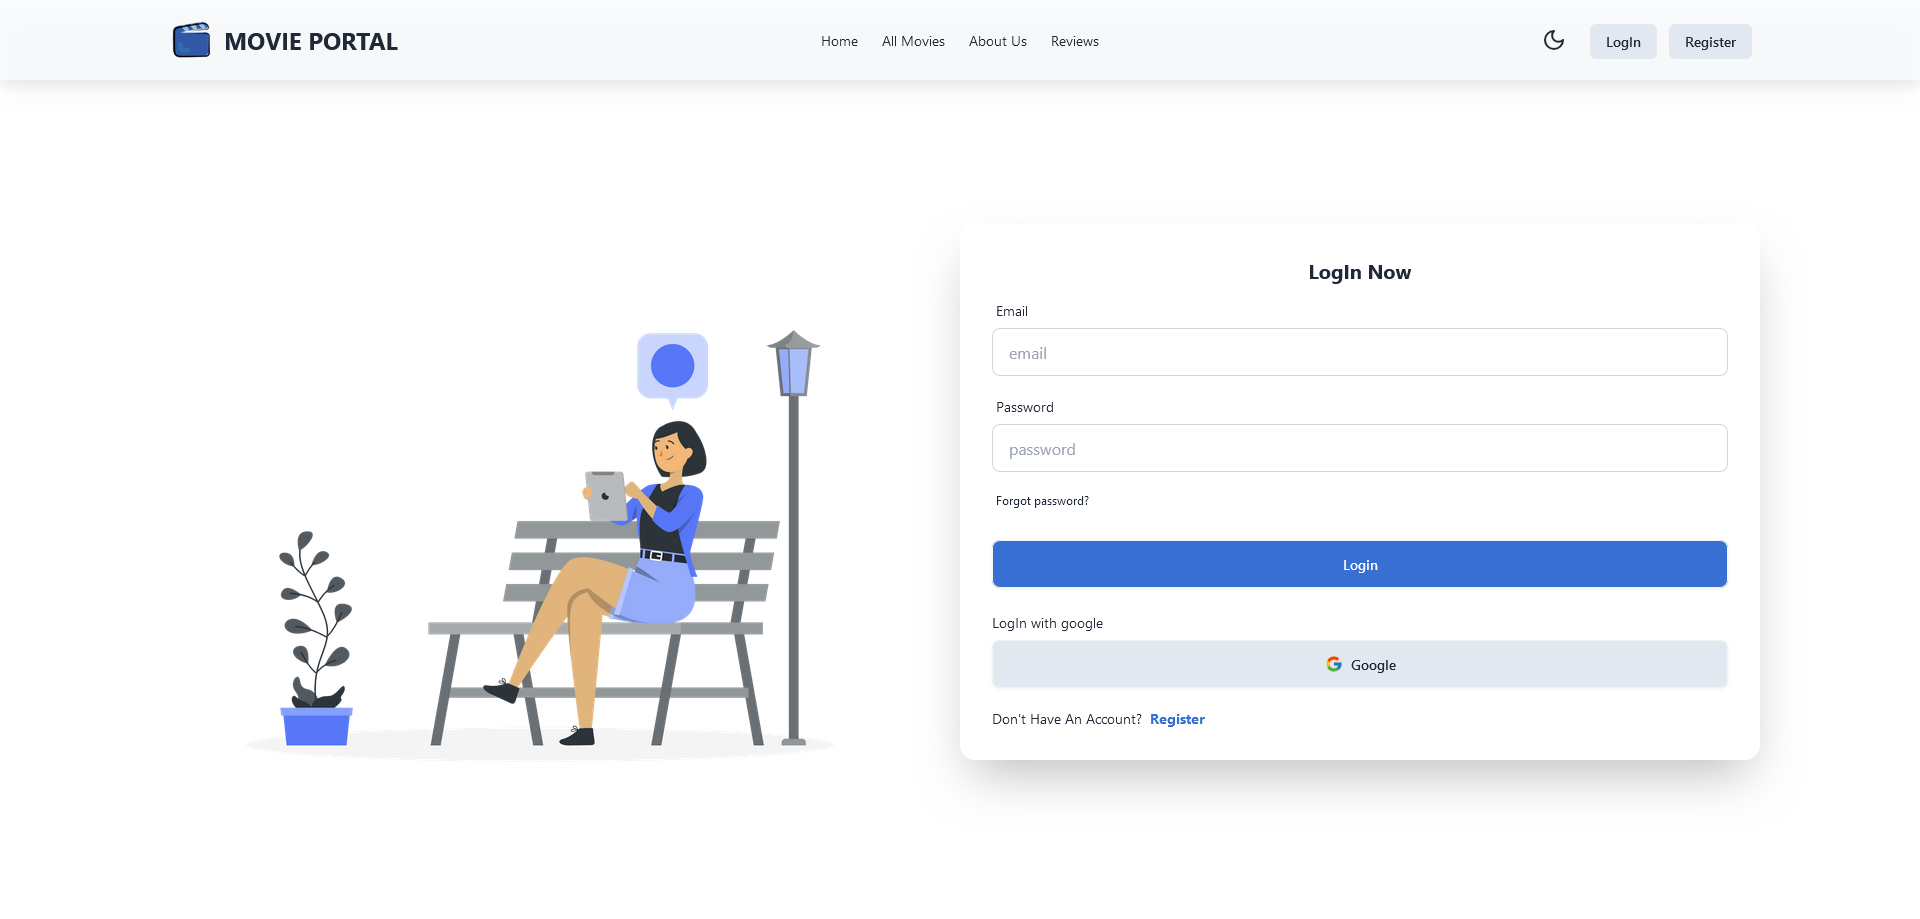 MOVIE PORTAL
Home All Movies About Us Reviews
LogIn Register
LogIn Now
Email
email
Password
password
Forgot password?
Login
LogIn with google
Google
Don't Have An Account? Register